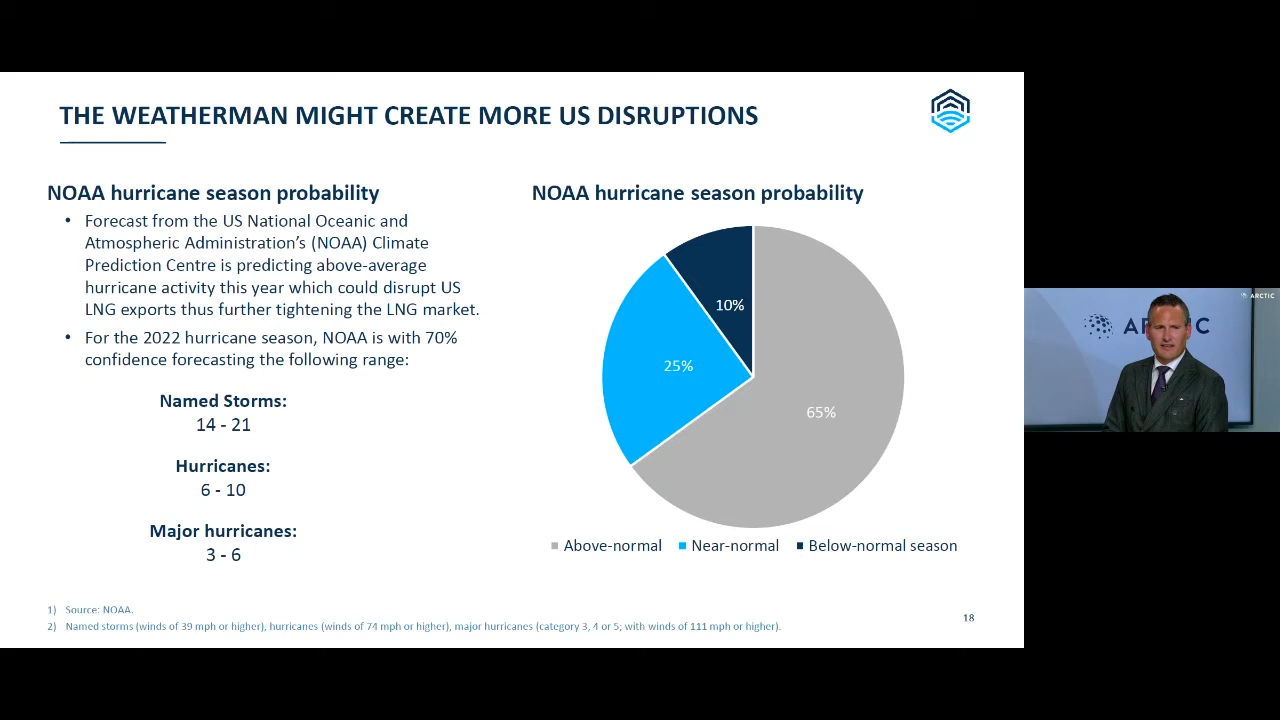 THE WEATHERMAN MIGHT CREATE MORE US DISRUPTIONS
NOAA hurricane season probability
• Forecast from the US National Oceanic and
Atmospheric Administration's (NOAA) Climate
Prediction Centre is predicting above-average
hurricane activity this year which could disrupt US
LNG exports thus further tightening the LNG market.
• For the 2022 hurricane season, NOAA is with 70%
confidence forecasting the following range:
Named Storms:
14 - 21
Hurricanes:
6 - 10
Major hurricanes:
3 - 6
NOAA hurricane season probability
10%
25%
65%
Above-normal Near-normal Below-normal season
1) Source: NOAA.
2) Named storms (winds of 39 mph or higher), hurricanes (winds of 74 mph or higher), major hurricanes (category 3, 4 or 5; with winds of 111 mph or higher).
18
ARCTIC